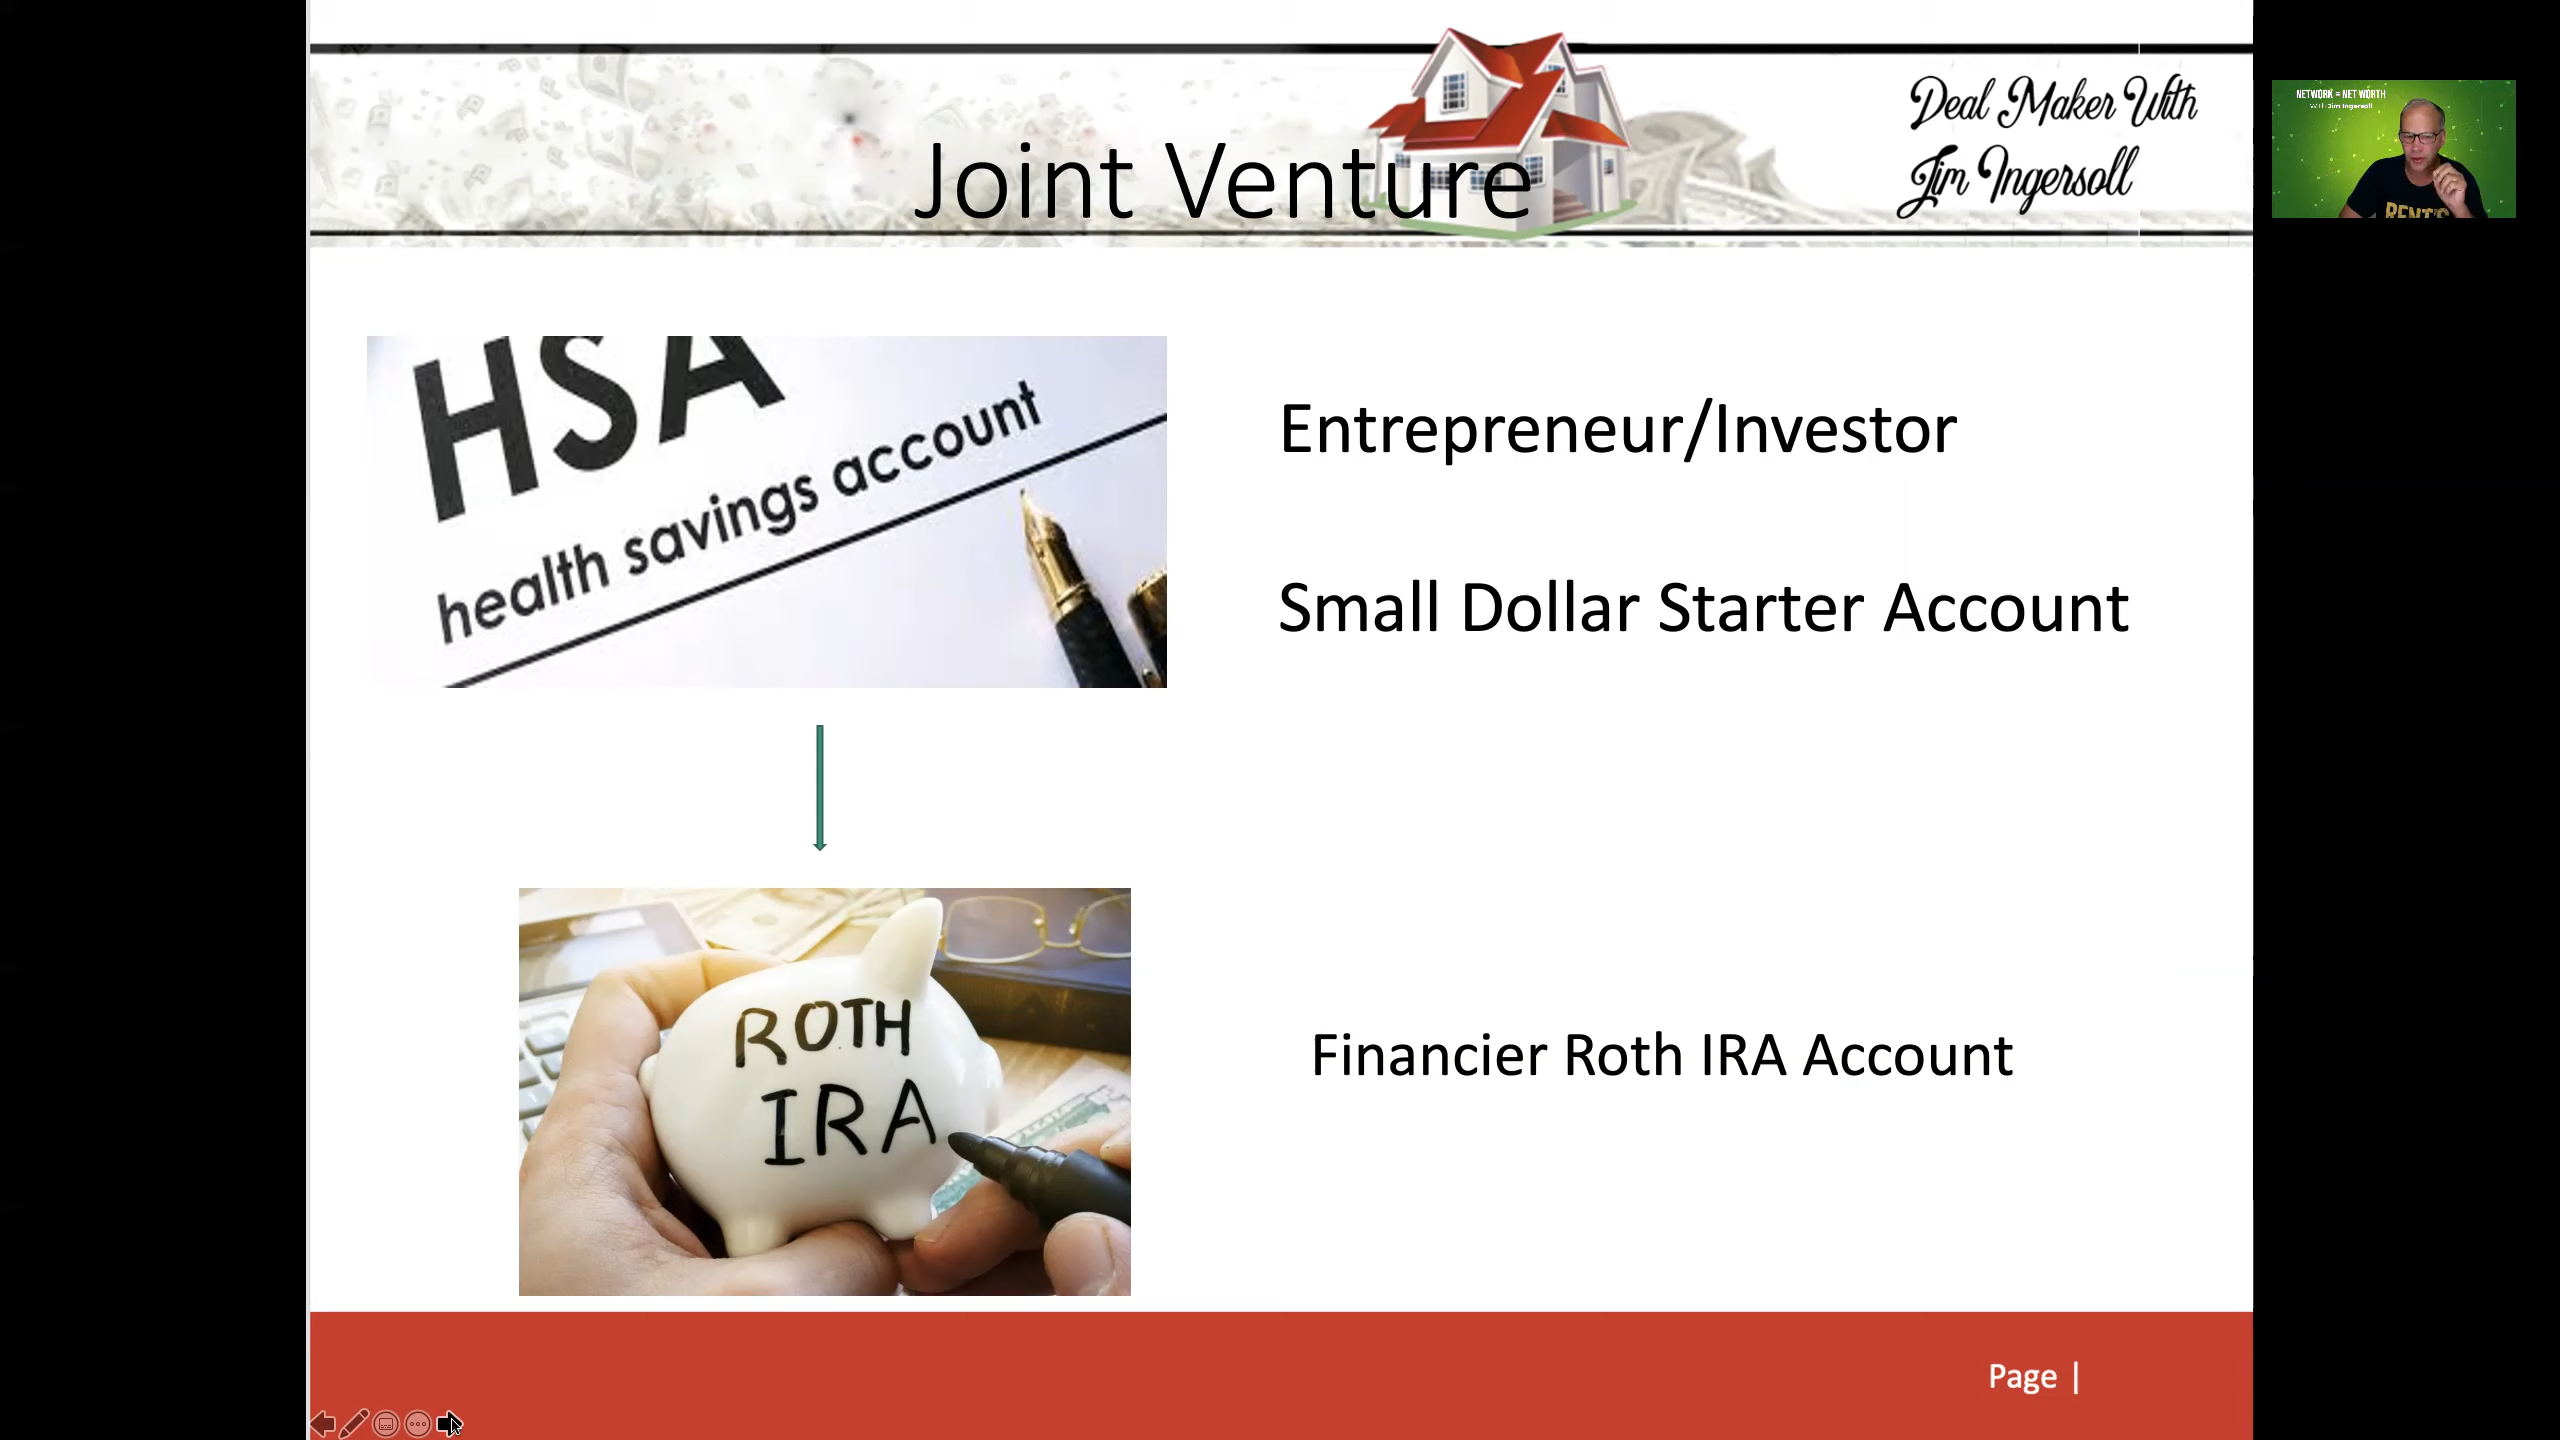 Joint Venture
Deal Maker With
Jim Ingersoll
NETWORK = NET WORTH
With Jim Ingersoll
RENT'S
HSA
health savings account
Entrepreneur/Investor
Small Dollar Starter Account
ROTH
IRA
Financier Roth IRA Account
Page |